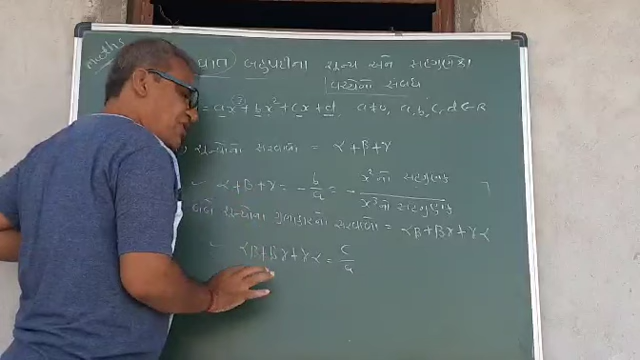 maths ઘાત બહુપદીના શૂન્યો અને સહગુણકો
વચ્ચેનો સંબંધ
= ax³ + bx² + cx + d, a≠0, a, b, c, d ∈ R
શૂન્યોનો સરવાળો = α + β + γ
✓ α + β + γ = - b/a = - x² નો સહગુણક / x³ નો સહગુણક
બબ્બે શૂન્યોના ગુણાકારનો સરવાળો = αβ + βγ + γα
✓ αβ + βγ + γα = c/a